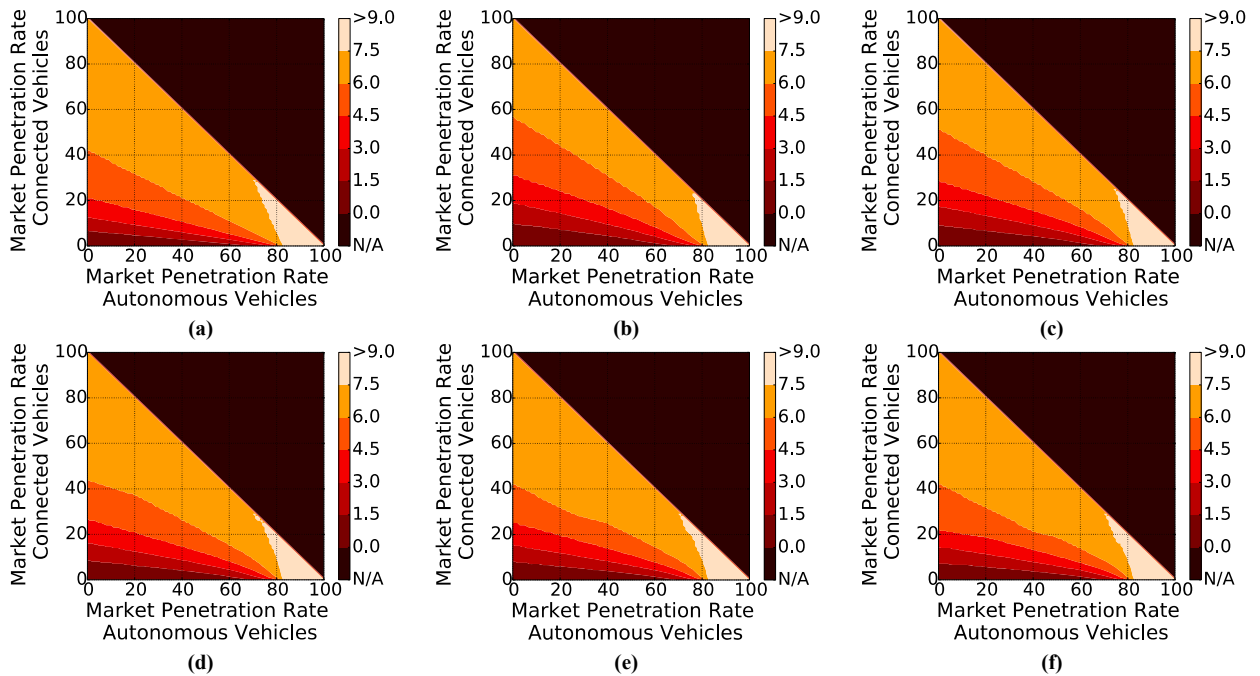 100
80
60
40
20
0
0 20 40 60 80 100
Market Penetration Rate
Connected Vehicles
Market Penetration Rate
Autonomous Vehicles
>9.0
7.5
6.0
4.5
3.0
1.5
0.0
N/A
(a)
100
80
60
40
20
0
0 20 40 60 80 100
Market Penetration Rate
Connected Vehicles
Market Penetration Rate
Autonomous Vehicles
>9.0
7.5
6.0
4.5
3.0
1.5
0.0
N/A
(b)
100
80
60
40
20
0
0 20 40 60 80 100
Market Penetration Rate
Connected Vehicles
Market Penetration Rate
Autonomous Vehicles
>9.0
7.5
6.0
4.5
3.0
1.5
0.0
N/A
(c)
100
80
60
40
20
0
0 20 40 60 80 100
Market Penetration Rate
Connected Vehicles
Market Penetration Rate
Autonomous Vehicles
>9.0
7.5
6.0
4.5
3.0
1.5
0.0
N/A
(d)
100
80
60
40
20
0
0 20 40 60 80 100
Market Penetration Rate
Connected Vehicles
Market Penetration Rate
Autonomous Vehicles
>9.0
7.5
6.0
4.5
3.0
1.5
0.0
N/A
(e)
100
80
60
40
20
0
0 20 40 60 80 100
Market Penetration Rate
Connected Vehicles
Market Penetration Rate
Autonomous Vehicles
>9.0
7.5
6.0
4.5
3.0
1.5
0.0
N/A
(f)